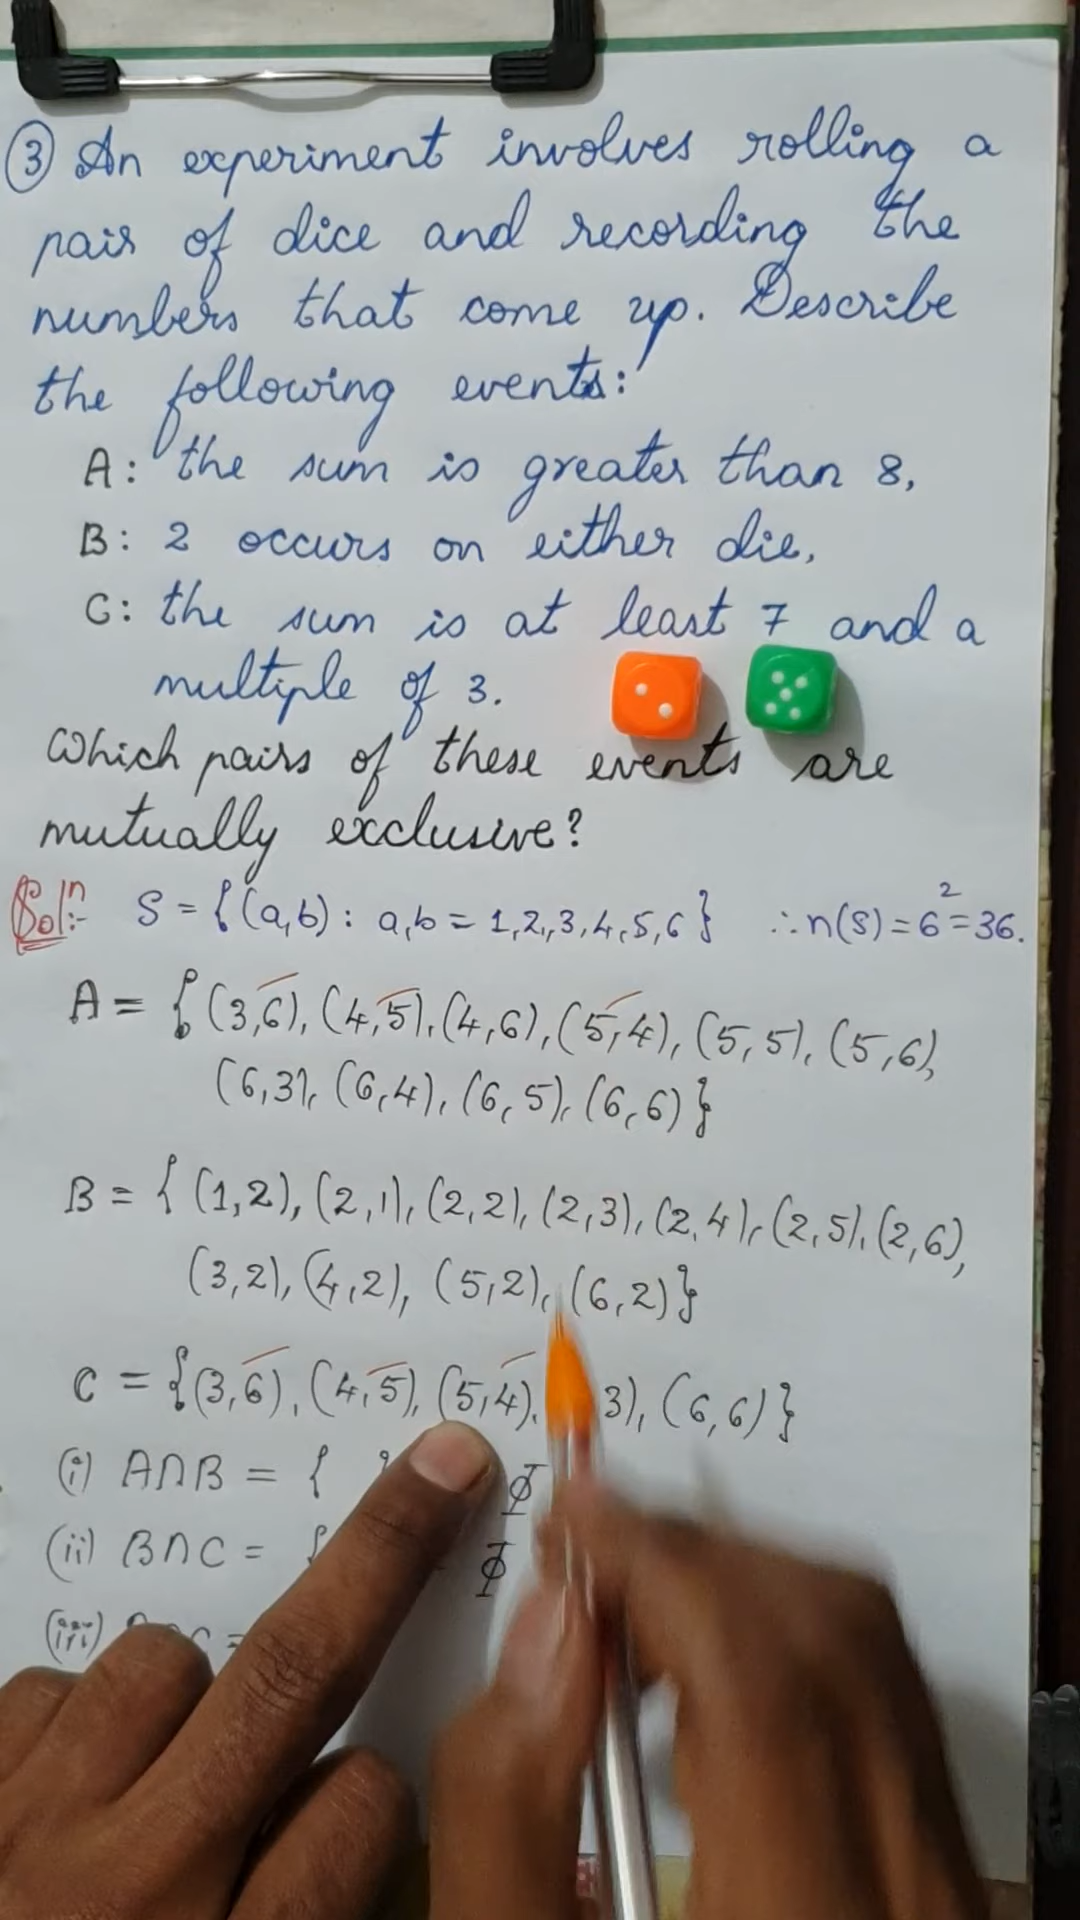 ③ An experiment involves rolling a
pair of dice and recording the
numbers that come up. Describe
the following events:
A: the sum is greater than 8,
B: 2 occurs on either die,
C: the sum is at least 7 and a
multiple of 3.
Which pairs of these events are
mutually exclusive?
Solⁿ:- S = {(a,b) : a,b = 1,2,3,4,5,6} ∴ n(S) = 6² = 36.
A = {(3,6), (4,5), (4,6), (5,4), (5,5), (5,6),
(6,3), (6,4), (6,5), (6,6)}
B = {(1,2), (2,1), (2,2), (2,3), (2,4), (2,5), (2,6),
(3,2), (4,2), (5,2), (6,2)}
C = {(3,6), (4,5), (5,4), 3), (6,6)}
(i) A∩B = { ϕ
(ii) B∩C = { ϕ
(iii) C =